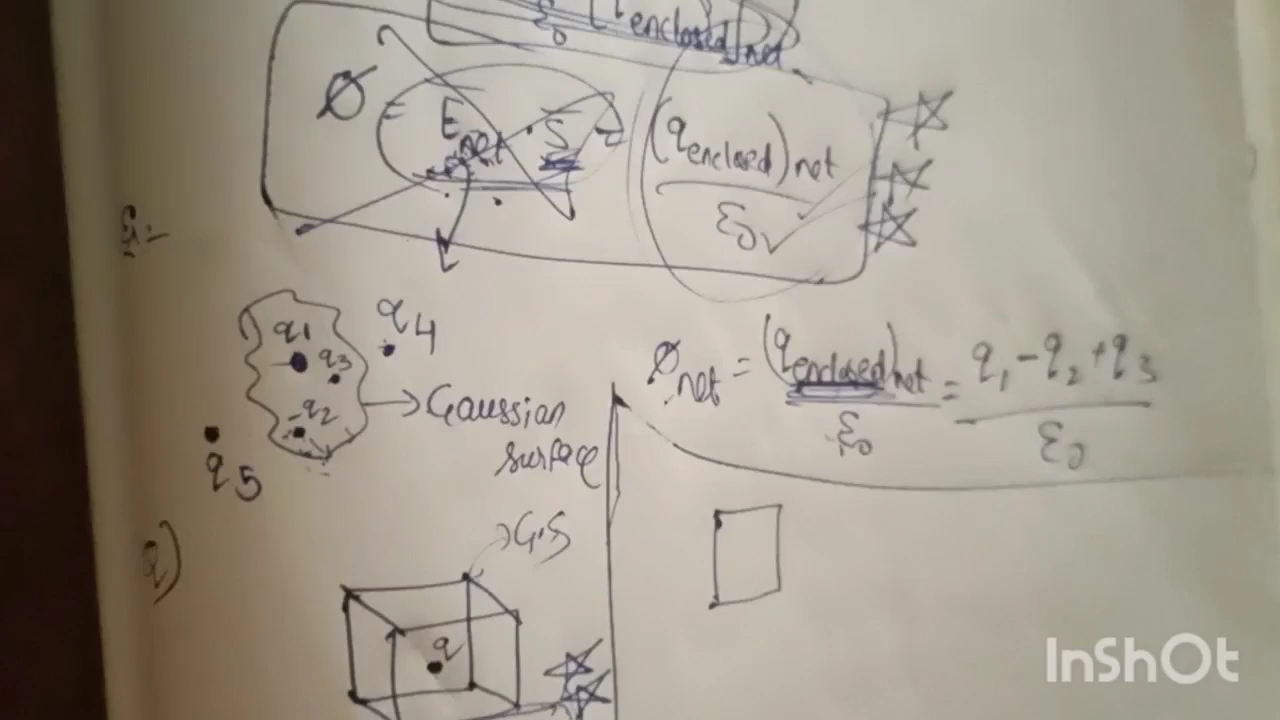 ε₀ (q enclosed) net
Ø = E net · S = (q enclosed) net / ε₀
q₁
q₃
-q₂
q₄
q₅
→ Gaussian surface
Ø net = (q enclosed) net / ε₀ = q₁ - q₂ + q₃ / ε₀
Q)
→ G.S
q
InShOt